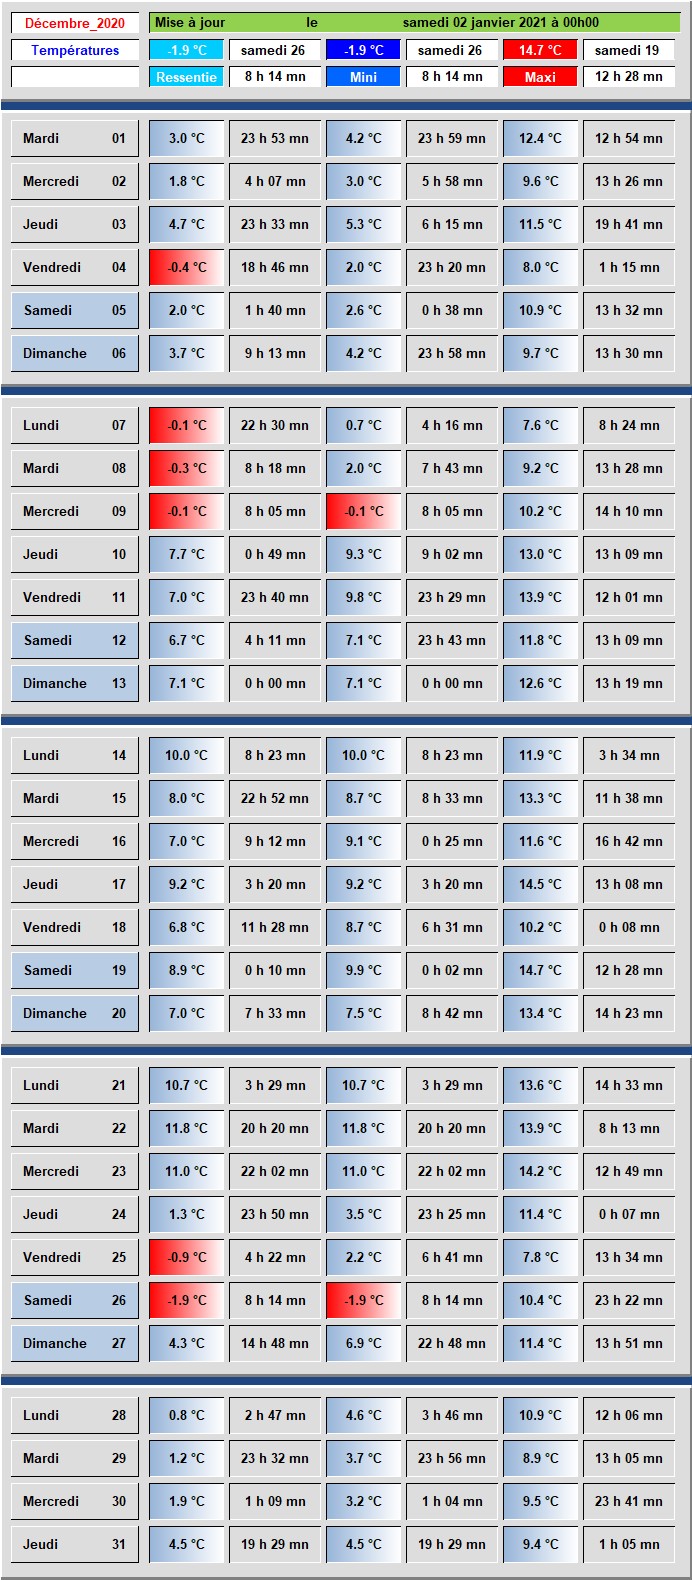 Décembre_2020 Mise à jour le samedi 02 janvier 2021 à 00h00
Températures -1.9 °C samedi 26 -1.9 °C samedi 26 14.7 °C samedi 19
Ressentie 8 h 14 mn Mini 8 h 14 mn Maxi 12 h 28 mn
Mardi 01 3.0 °C 23 h 53 mn 4.2 °C 23 h 59 mn 12.4 °C 12 h 54 mn
Mercredi 02 1.8 °C 4 h 07 mn 3.0 °C 5 h 58 mn 9.6 °C 13 h 26 mn
Jeudi 03 4.7 °C 23 h 33 mn 5.3 °C 6 h 15 mn 11.5 °C 19 h 41 mn
Vendredi 04 -0.4 °C 18 h 46 mn 2.0 °C 23 h 20 mn 8.0 °C 1 h 15 mn
Samedi 05 2.0 °C 1 h 40 mn 2.6 °C 0 h 38 mn 10.9 °C 13 h 32 mn
Dimanche 06 3.7 °C 9 h 13 mn 4.2 °C 23 h 58 mn 9.7 °C 13 h 30 mn
Lundi 07 -0.1 °C 22 h 30 mn 0.7 °C 4 h 16 mn 7.6 °C 8 h 24 mn
Mardi 08 -0.3 °C 8 h 18 mn 2.0 °C 7 h 43 mn 9.2 °C 13 h 28 mn
Mercredi 09 -0.1 °C 8 h 05 mn -0.1 °C 8 h 05 mn 10.2 °C 14 h 10 mn
Jeudi 10 7.7 °C 0 h 49 mn 9.3 °C 9 h 02 mn 13.0 °C 13 h 09 mn
Vendredi 11 7.0 °C 23 h 40 mn 9.8 °C 23 h 29 mn 13.9 °C 12 h 01 mn
Samedi 12 6.7 °C 4 h 11 mn 7.1 °C 23 h 43 mn 11.8 °C 13 h 09 mn
Dimanche 13 7.1 °C 0 h 00 mn 7.1 °C 0 h 00 mn 12.6 °C 13 h 19 mn
Lundi 14 10.0 °C 8 h 23 mn 10.0 °C 8 h 23 mn 11.9 °C 3 h 34 mn
Mardi 15 8.0 °C 22 h 52 mn 8.7 °C 8 h 33 mn 13.3 °C 11 h 38 mn
Mercredi 16 7.0 °C 9 h 12 mn 9.1 °C 0 h 25 mn 11.6 °C 16 h 42 mn
Jeudi 17 9.2 °C 3 h 20 mn 9.2 °C 3 h 20 mn 14.5 °C 13 h 08 mn
Vendredi 18 6.8 °C 11 h 28 mn 8.7 °C 6 h 31 mn 10.2 °C 0 h 08 mn
Samedi 19 8.9 °C 0 h 10 mn 9.9 °C 0 h 02 mn 14.7 °C 12 h 28 mn
Dimanche 20 7.0 °C 7 h 33 mn 7.5 °C 8 h 42 mn 13.4 °C 14 h 23 mn
Lundi 21 10.7 °C 3 h 29 mn 10.7 °C 3 h 29 mn 13.6 °C 14 h 33 mn
Mardi 22 11.8 °C 20 h 20 mn 11.8 °C 20 h 20 mn 13.9 °C 8 h 13 mn
Mercredi 23 11.0 °C 22 h 02 mn 11.0 °C 22 h 02 mn 14.2 °C 12 h 49 mn
Jeudi 24 1.3 °C 23 h 50 mn 3.5 °C 23 h 25 mn 11.4 °C 0 h 07 mn
Vendredi 25 -0.9 °C 4 h 22 mn 2.2 °C 6 h 41 mn 7.8 °C 13 h 34 mn
Samedi 26 -1.9 °C 8 h 14 mn -1.9 °C 8 h 14 mn 10.4 °C 23 h 22 mn
Dimanche 27 4.3 °C 14 h 48 mn 6.9 °C 22 h 48 mn 11.4 °C 13 h 51 mn
Lundi 28 0.8 °C 2 h 47 mn 4.6 °C 3 h 46 mn 10.9 °C 12 h 06 mn
Mardi 29 1.2 °C 23 h 32 mn 3.7 °C 23 h 56 mn 8.9 °C 13 h 05 mn
Mercredi 30 1.9 °C 1 h 09 mn 3.2 °C 1 h 04 mn 9.5 °C 23 h 41 mn
Jeudi 31 4.5 °C 19 h 29 mn 4.5 °C 19 h 29 mn 9.4 °C 1 h 05 mn